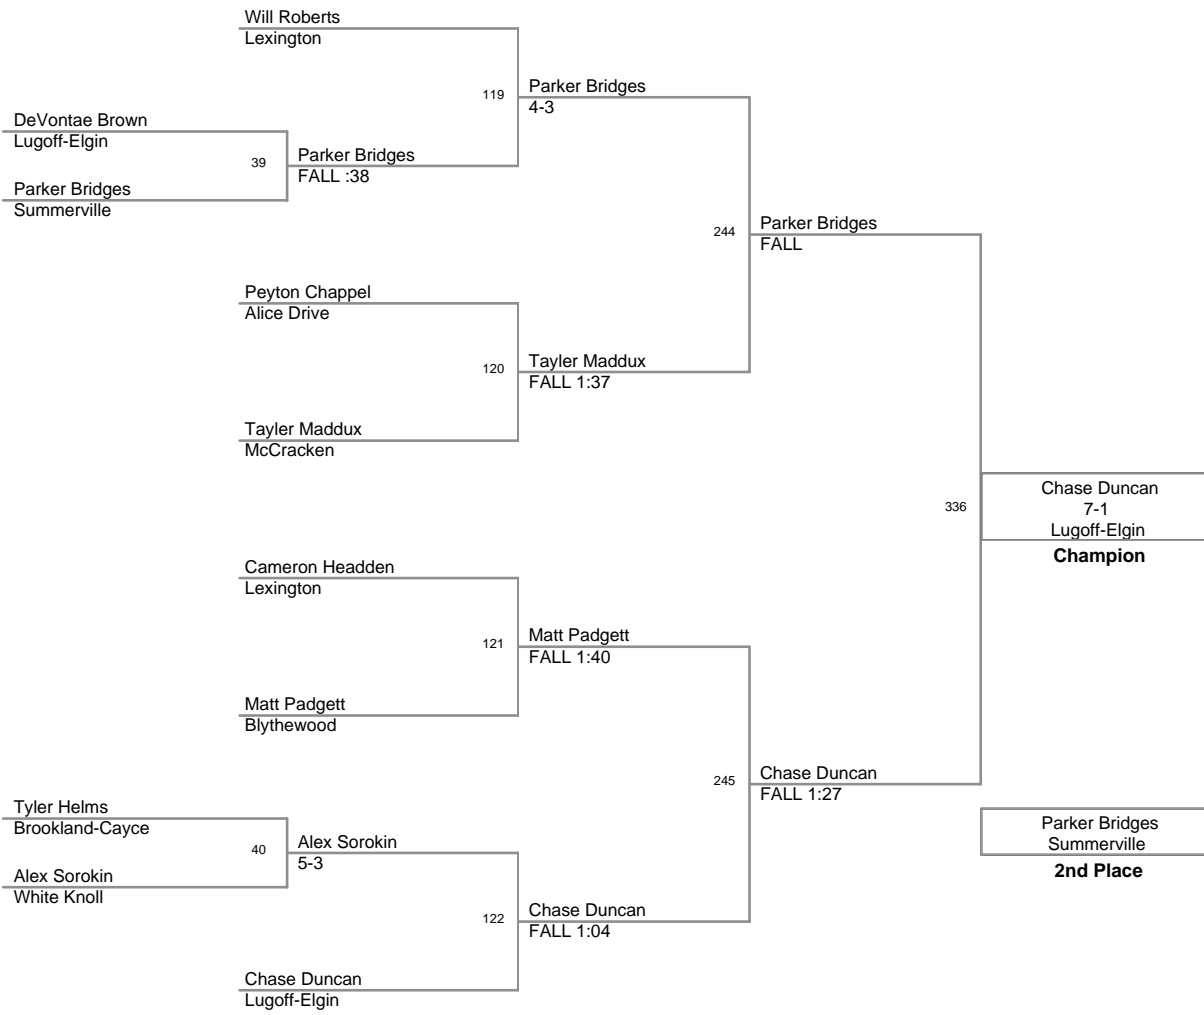 Will Roberts
Lexington
119
Parker Bridges
4-3
DeVontae Brown
Lugoff-Elgin
39
Parker Bridges
FALL :38
Parker Bridges
Summerville
244
Parker Bridges
FALL
Peyton Chappel
Alice Drive
120
Tayler Maddux
FALL 1:37
Tayler Maddux
McCracken
336
Chase Duncan
7-1
Lugoff-Elgin
Champion
Cameron Headden
Lexington
121
Matt Padgett
FALL 1:40
Matt Padgett
Blythewood
245
Chase Duncan
FALL 1:27
Tyler Helms
Brookland-Cayce
40
Alex Sorokin
5-3
Alex Sorokin
White Knoll
Parker Bridges
Summerville
2nd Place
122
Chase Duncan
FALL 1:04
Chase Duncan
Lugoff-Elgin